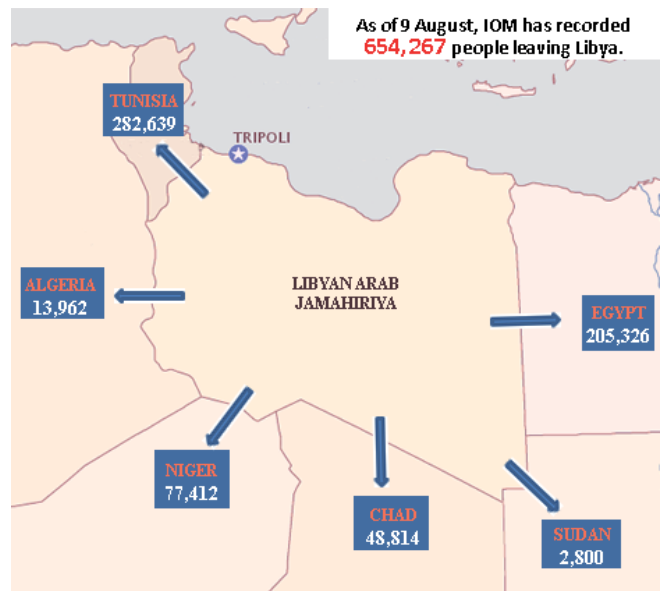 As of 9 August, IOM has recorded
654,267 people leaving Libya.
TUNISIA
282,639
TRIPOLI
LIBYAN ARAB
JAMAHIRIYA
ALGERIA
13,962
EGYPT
205,326
NIGER
77,412
CHAD
48,814
SUDAN
2,800